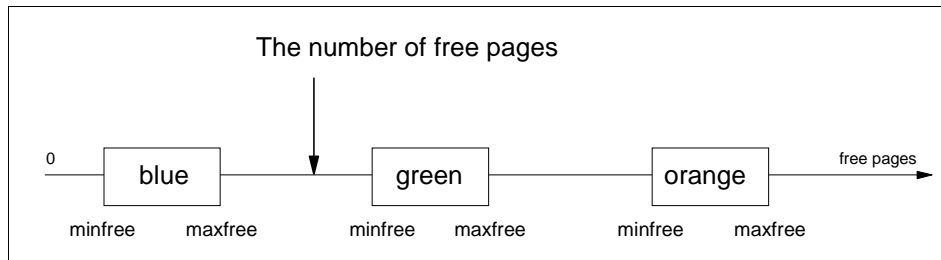 The number of free pages
0
free pages
blue
green
orange
minfree maxfree minfree maxfree minfree maxfree